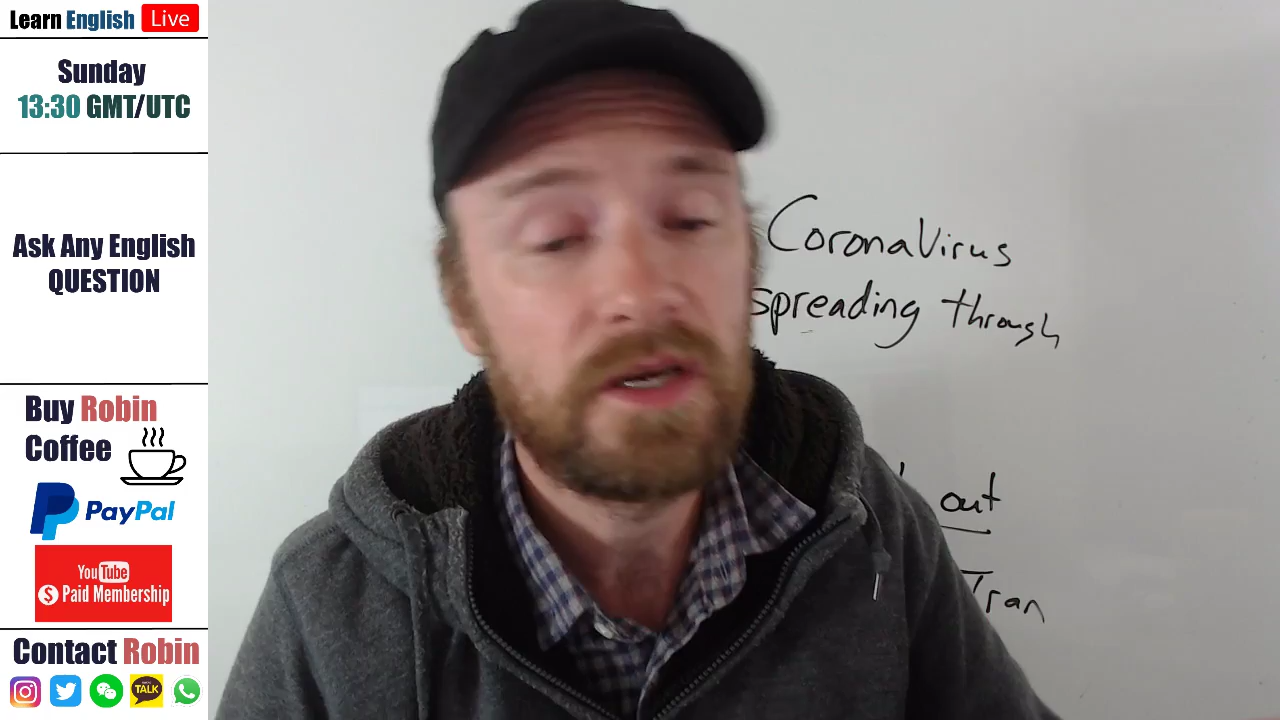 Learn English Live
Sunday
13:30 GMT/UTC
Ask Any English
QUESTION
Buy Robin
Coffee
PayPal
YouTube
$ Paid Membership
Contact Robin
TALK
CoronaVirus
spreading through
out
Tran